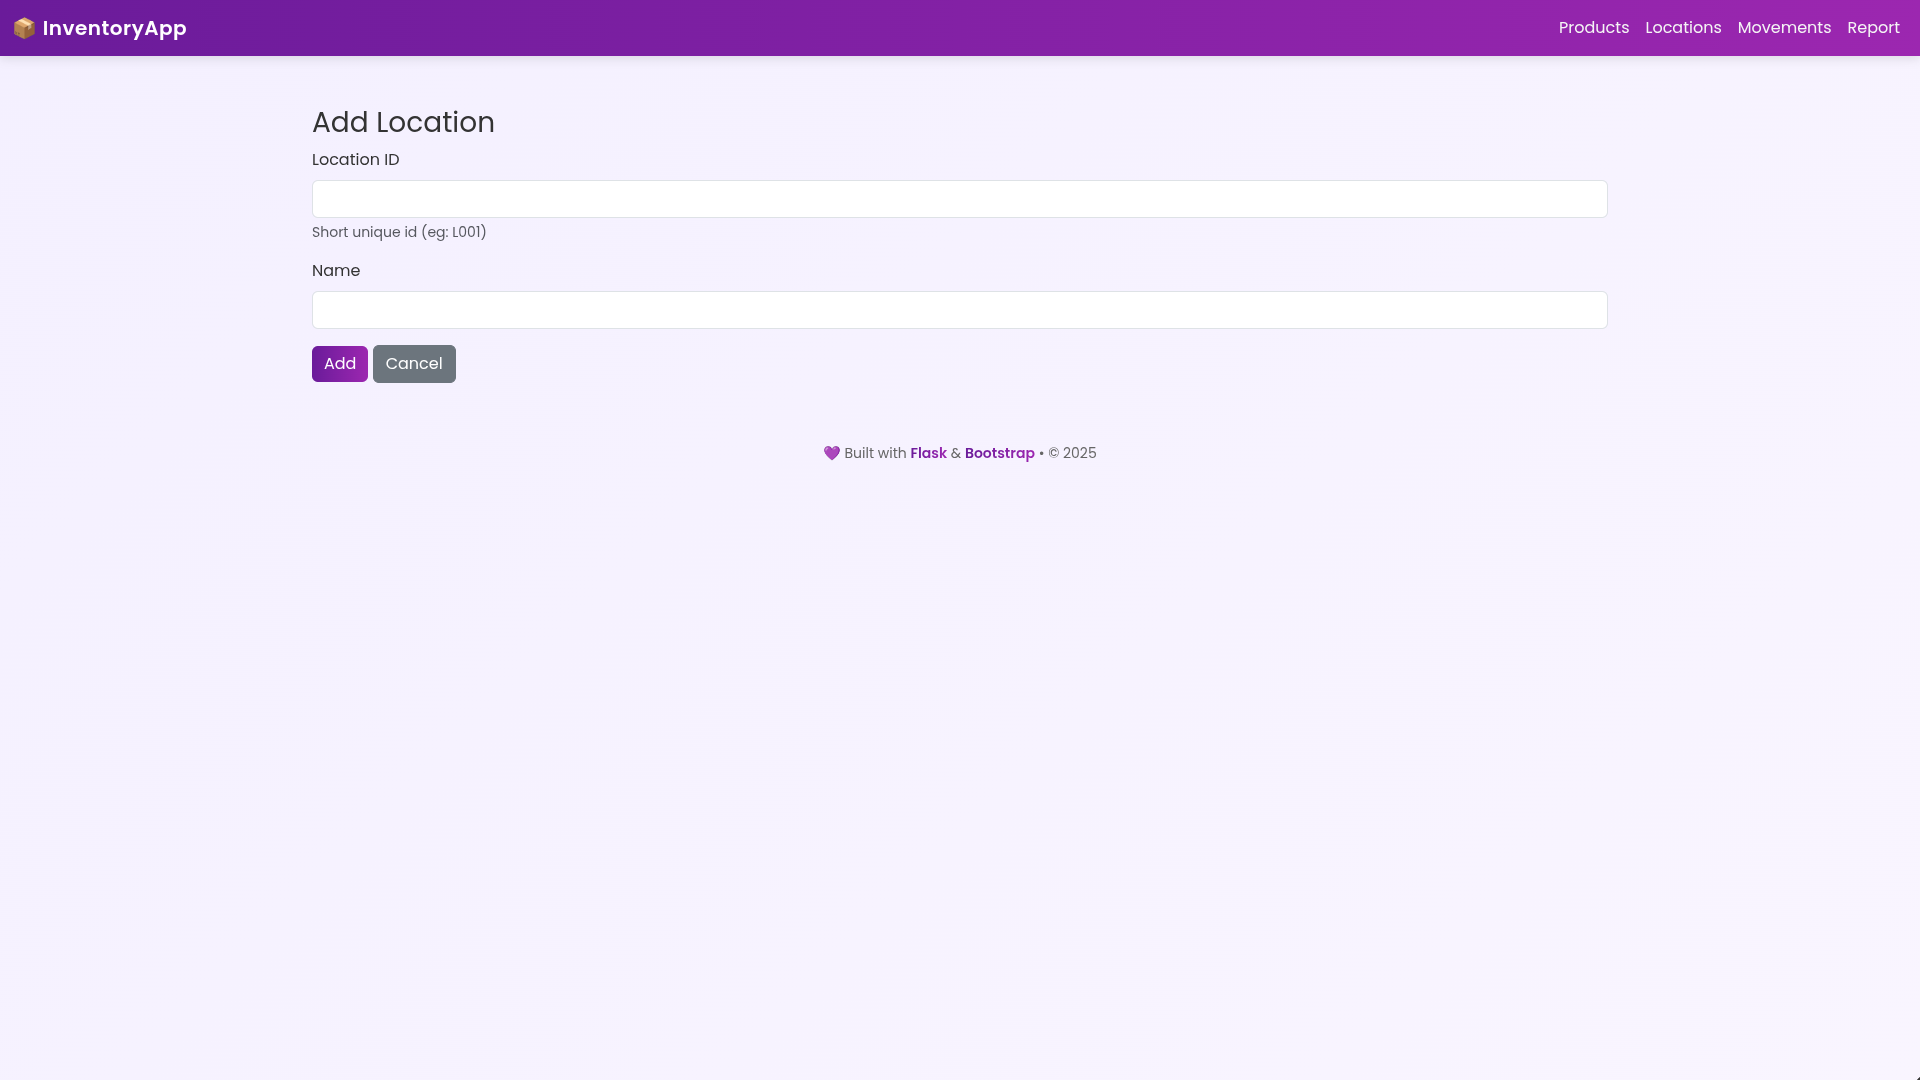 📦 InventoryApp
Products Locations Movements Report
Add Location
Location ID
Short unique id (eg: L001)
Name
Add Cancel
💜 Built with Flask & Bootstrap • © 2025